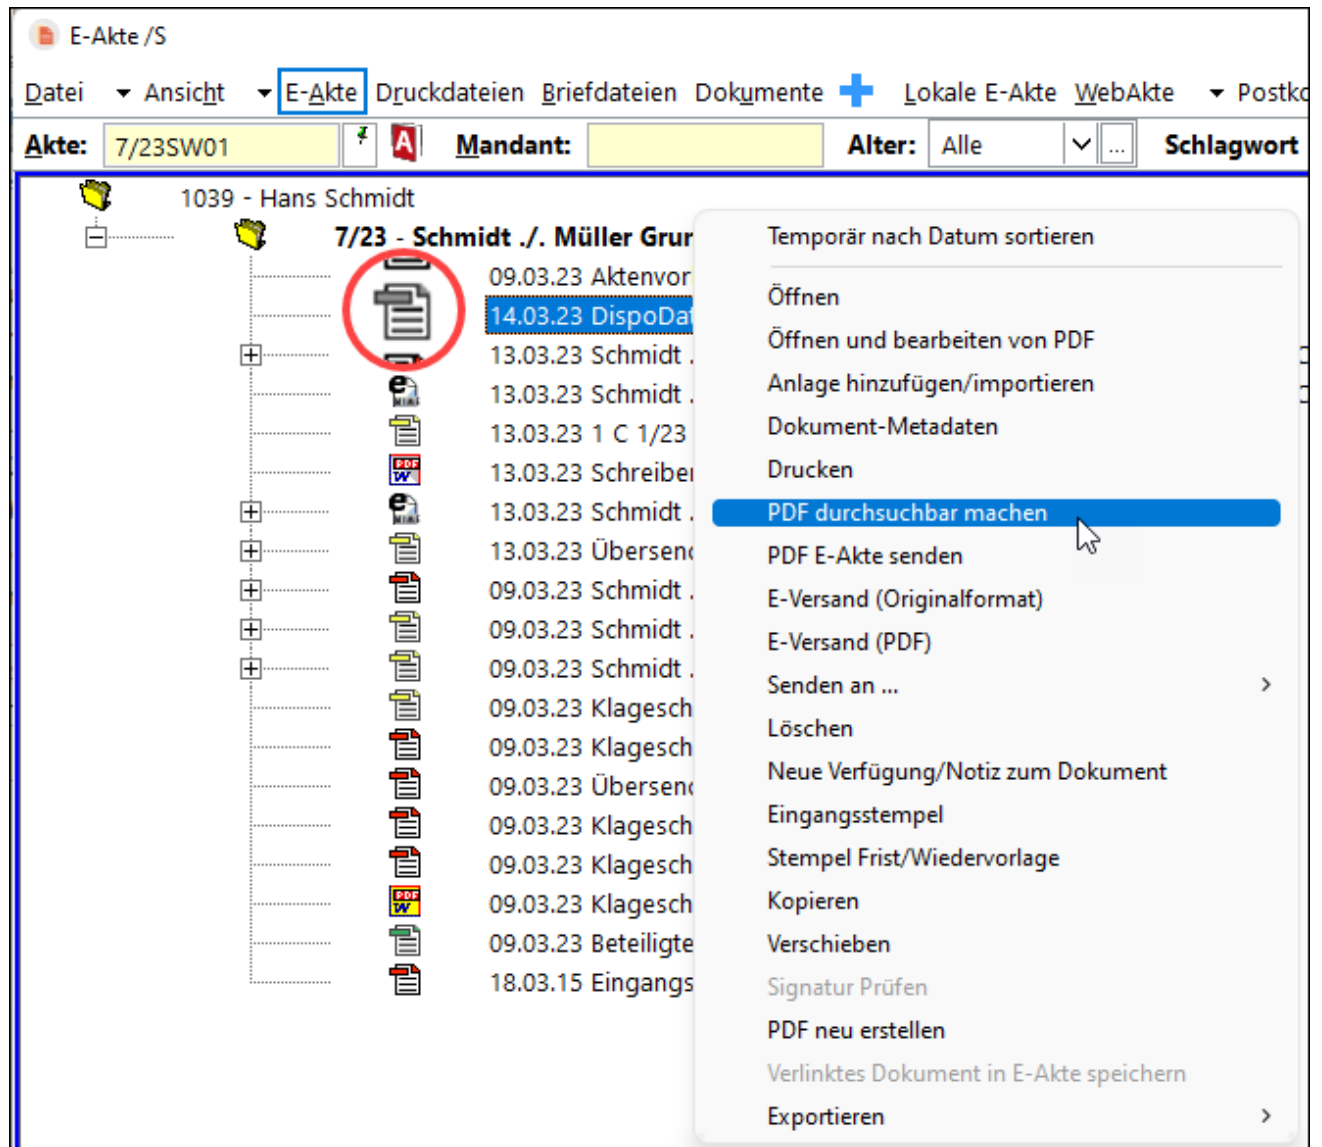 E-Akte /S
Datei Ansicht E-Akte Druckdateien Briefdateien Dokumente Lokale E-Akte WebAkte Postko
Akte: 7/23SW01 Mandant: Alter: Alle ... Schlagwort
1039 - Hans Schmidt
7/23 - Schmidt ./. Müller Grur
09.03.23 Aktenvor
14.03.23 DispoDat
13.03.23 Schmidt .
13.03.23 Schmidt .
13.03.23 1 C 1/23
13.03.23 Schreiber
13.03.23 Schmidt .
13.03.23 Übersend
09.03.23 Schmidt .
09.03.23 Schmidt .
09.03.23 Schmidt .
09.03.23 Klagesch
09.03.23 Klagesch
09.03.23 Übersend
09.03.23 Klagesch
09.03.23 Klagesch
09.03.23 Klagesch
09.03.23 Beteiligte
18.03.15 Eingangs
Temporär nach Datum sortieren
Öffnen
Öffnen und bearbeiten von PDF
Anlage hinzufügen/importieren
Dokument-Metadaten
Drucken
PDF durchsuchbar machen
PDF E-Akte senden
E-Versand (Originalformat)
E-Versand (PDF)
Senden an ...
Löschen
Neue Verfügung/Notiz zum Dokument
Eingangsstempel
Stempel Frist/Wiedervorlage
Kopieren
Verschieben
Signatur Prüfen
PDF neu erstellen
Verlinktes Dokument in E-Akte speichern
Exportieren